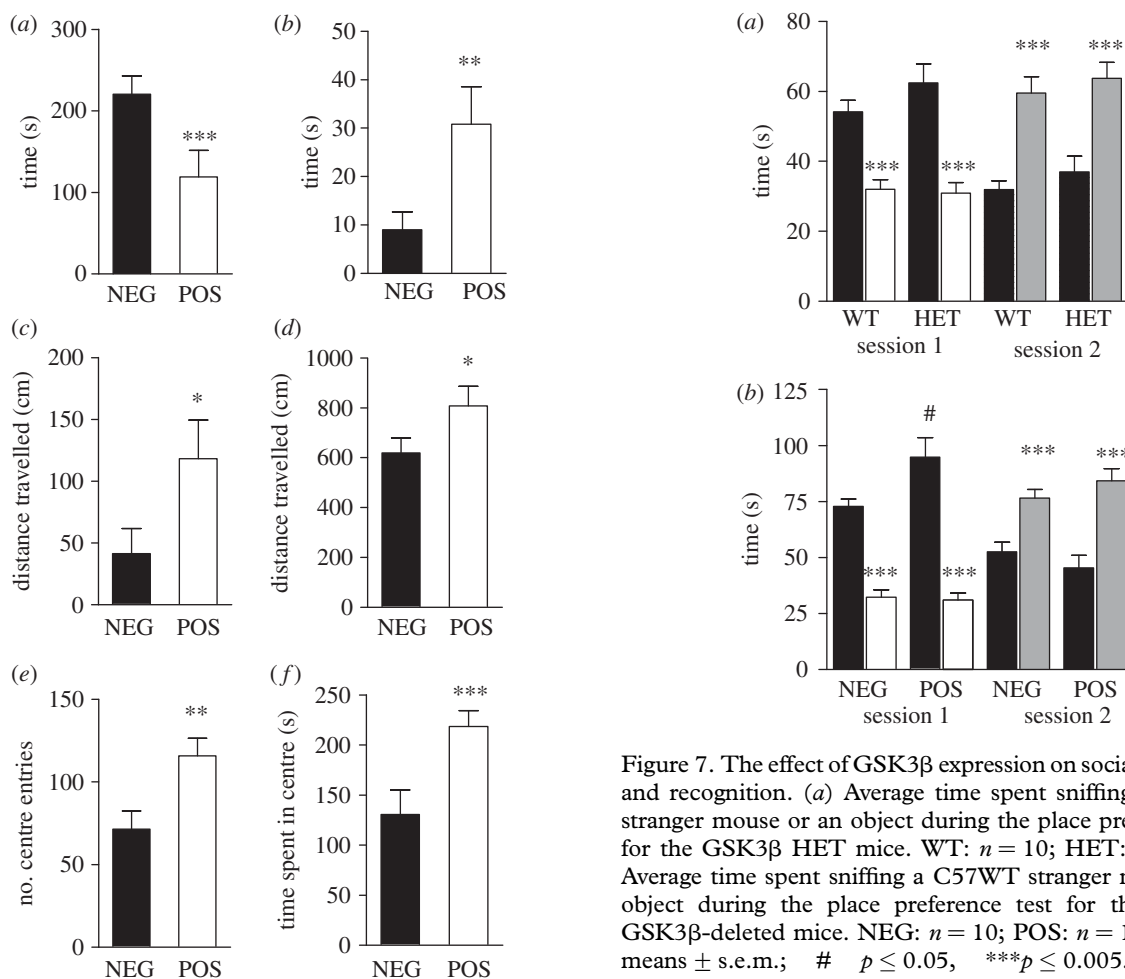 (a)
300
200
100
0
time (s)
***
NEG POS
(b)
50
40
30
20
10
0
time (s)
**
NEG POS
(c)
200
150
100
50
0
distance travelled (cm)
*
NEG POS
(d)
1000
800
600
400
200
0
distance travelled (cm)
*
NEG POS
(e)
150
100
50
0
no. centre entries
**
NEG POS
(f)
250
200
150
100
50
0
time spent in centre (s)
***
NEG POS
(a)
80
60
40
20
0
time (s)
*** *** *** ***
WT HET WT HET
session 1 session 2
(b)
125
100
75
50
25
0
time (s)
*** # *** *** ***
NEG POS NEG POS
session 1 session 2
Figure 7. The effect of GSK3β expression on social
and recognition. (a) Average time spent sniffing
stranger mouse or an object during the place pre
for the GSK3β HET mice. WT: n = 10; HET:
Average time spent sniffing a C57WT stranger
object during the place preference test for th
GSK3β-deleted mice. NEG: n = 10; POS: n = 1
means ± s.e.m.; # p ≤ 0.05, ***p < 0.005.